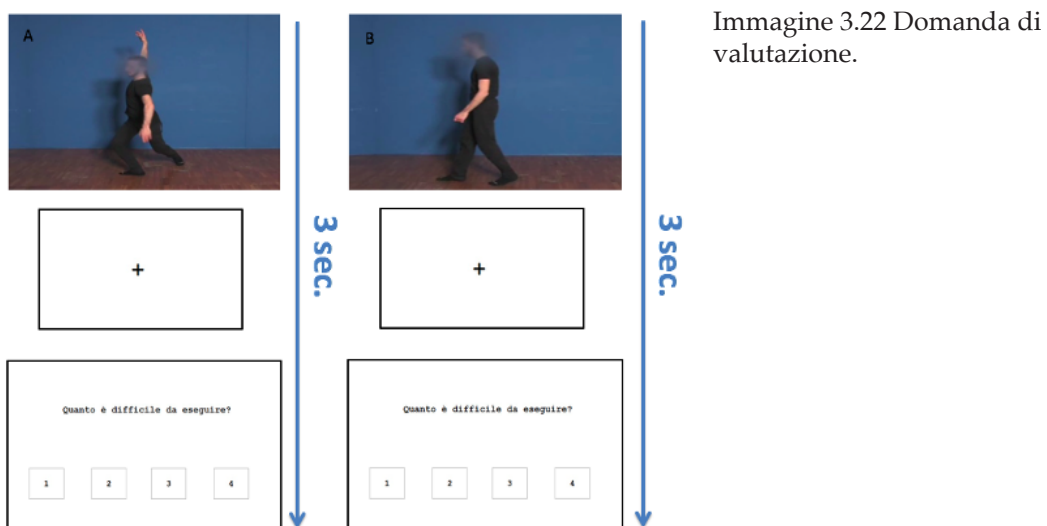 A
B
Immagine 3.22 Domanda di
valutazione.
3 sec.
3 sec.
+
+
Quanto è difficile da eseguire?
1 2 3 4
Quanto è difficile da eseguire?
1 2 3 4